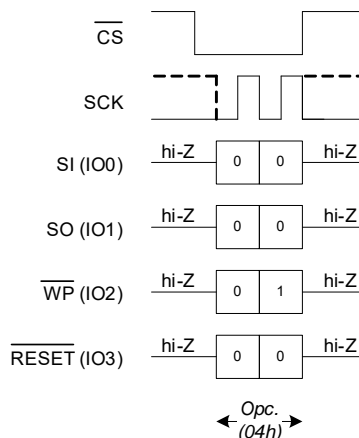 CS
SCK
hi-Z hi-Z
SI (IO0) 0 0
hi-Z hi-Z
SO (IO1) 0 0
hi-Z hi-Z
WP (IO2) 0 1
hi-Z hi-Z
RESET (IO3) 0 0
Opc.
(04h)